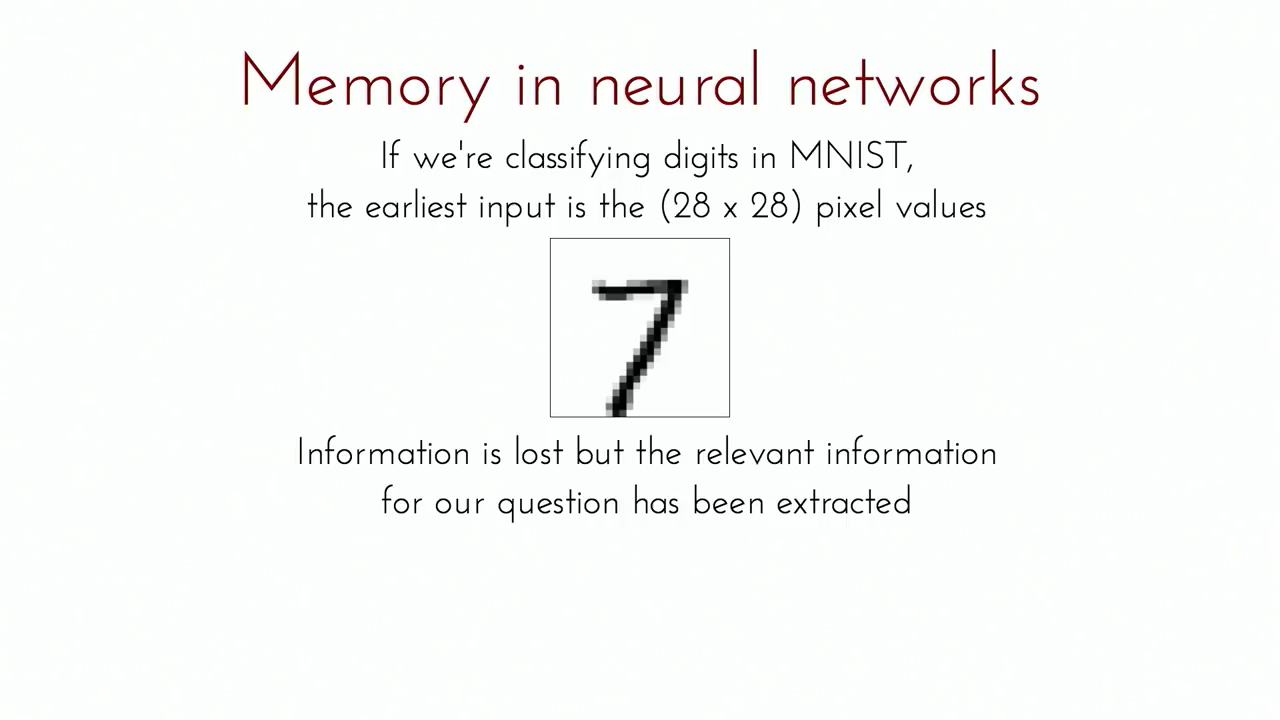 Memory in neural networks
If we're classifying digits in MNIST,
the earliest input is the (28 x 28) pixel values
7
Information is lost but the relevant information
for our question has been extracted